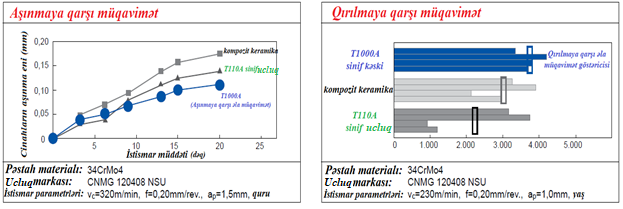 Aşınmaya qarşı müqavimət
Cinahların aşınma eni (mm)
0,20
0,15
0,10
0,05
0,00
kompozit keramika
T110A sinif ucluq
T1000A
(Aşınmaya qarşı əla müqavimət)
0 5 10 15 20 25
İstismar müddəti (dəq)
Pəstah materialı: 34CrMo4
Ucluq markası: CNMG 120408 NSU
İstismar parametrləri: vc=320m/min, f=0,20mm/rev., ap=1,5mm, quru
Qırılmaya qarşı müqavimət
T1000A
sinif kəski
Qırılmaya qarşı əla
müqavimət göstəricisi
kompozit keramika
T110A
sinif ucluq
0 1.000 2.000 3.000 4.000 5.000
Pəstah materialı: 34CrMo4
Ucluq markası: CNMG 120408 NSU
İstismar parametrləri: vc=230m/min, f=0,20mm/rev., ap=1,0mm, yaş